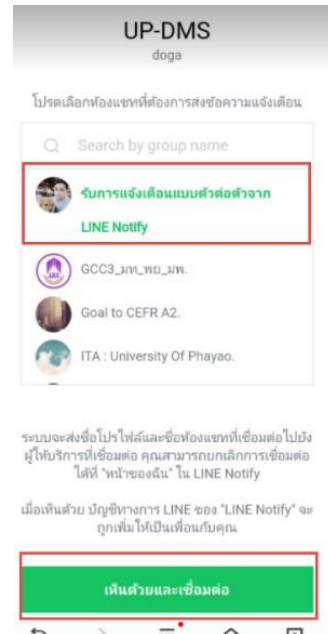 UP-DMS
doga
โปรดเลือกห้องแชทที่ต้องการส่งข้อความแจ้งเตือน
Search by group name
รับการแจ้งเตือนแบบตัวต่อตัวจาก
LINE Notify
GCC3_มท_พย_มพ.
Goal to CEFR A2.
ITA : University Of Phayao.
ระบบจะส่งชื่อโปรไฟล์และชื่อห้องแชทที่เชื่อมต่อไปยัง
ผู้ให้บริการที่เชื่อมต่อ คุณสามารถยกเลิกการเชื่อมต่อ
ได้ที่ "หน้าของฉัน" ใน LINE Notify
เมื่อเห็นด้วย บัญชีทางการ LINE ของ "LINE Notify" จะ
ถูกเพิ่มให้เป็นเพื่อนกับคุณ
เห็นด้วยและเชื่อมต่อ